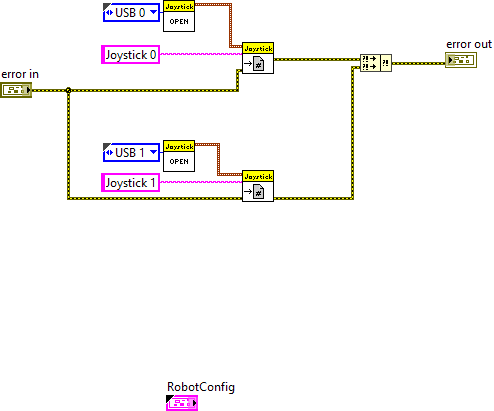 USB 0
Joystick
OPEN
Joystick 0
Joystick
#
error in
?!
?!
?!
error out
USB 1
Joystick
OPEN
Joystick 1
Joystick
#
RobotConfig